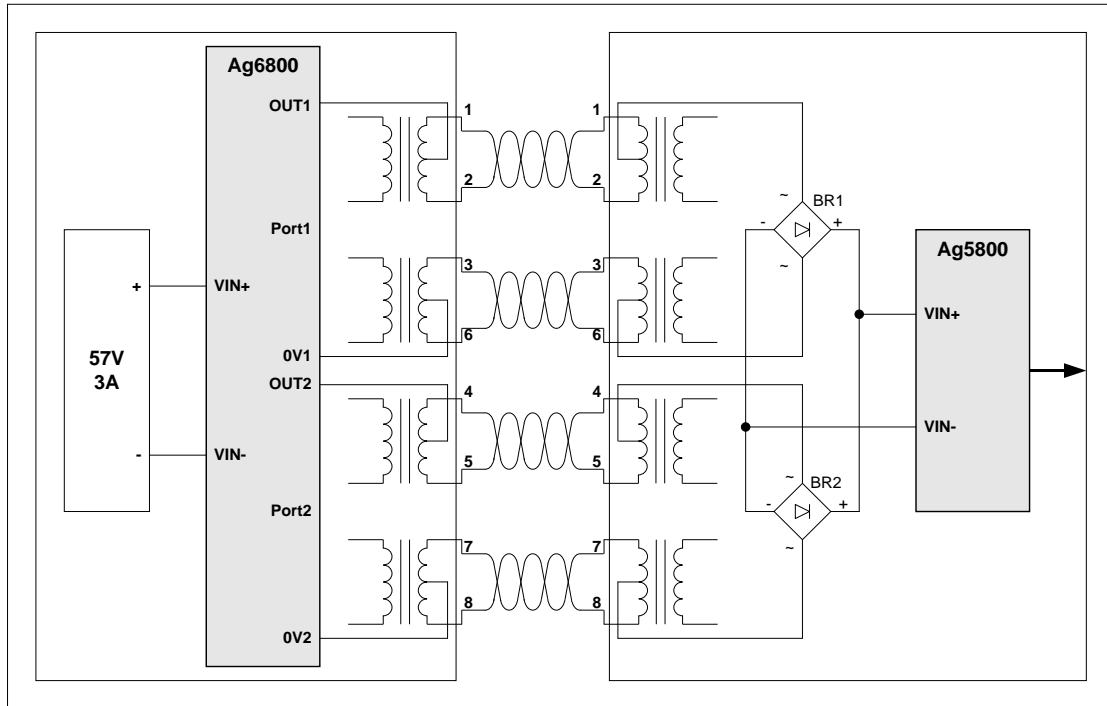 Ag6800
OUT1
Port1
VIN+
VIN-
0V1
OUT2
Port2
0V2
+
57V
3A
-
1
2
3
6
4
5
7
8
1
2
3
6
4
5
7
8
~
BR1
-
+
~
~
BR2
-
+
~
Ag5800
VIN+
VIN-